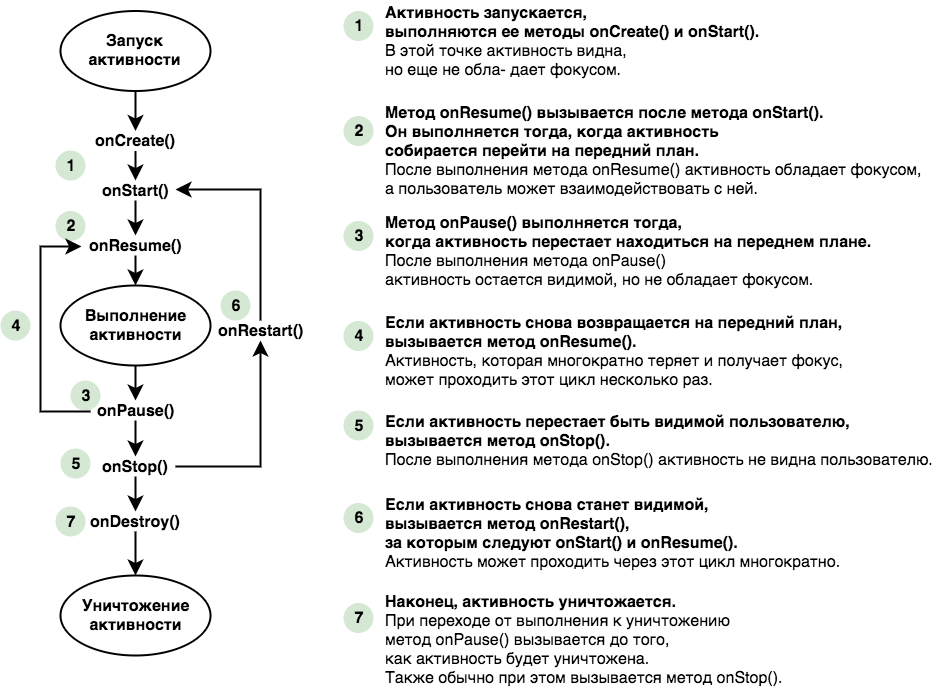 Запуск
активности
onCreate()
1
onStart()
2
onResume()
4
Выполнение
активности
6
onRestart()
3
onPause()
5
onStop()
7
onDestroy()
Уничтожение
активности
1
Активность запускается,
выполняются ее методы onCreate() и onStart().
В этой точке активность видна,
но еще не обла- дает фокусом.
2
Метод onResume() вызывается после метода onStart().
Он выполняется тогда, когда активность
собирается перейти на передний план.
После выполнения метода onResume() активность обладает фокусом,
а пользователь может взаимодействовать с ней.
3
Метод onPause() выполняется тогда,
когда активность перестает находиться на переднем плане.
После выполнения метода onPause()
активность остается видимой, но не обладает фокусом.
4
Если активность снова возвращается на передний план,
вызывается метод onResume().
Активность, которая многократно теряет и получает фокус,
может проходить этот цикл несколько раз.
5
Если активность перестает быть видимой пользователю,
вызывается метод onStop().
После выполнения метода onStop() активность не видна пользователю.
6
Если активность снова станет видимой,
вызывается метод onRestart(),
за которым следуют onStart() и onResume().
Активность может проходить через этот цикл многократно.
7
Наконец, активность уничтожается.
При переходе от выполнения к уничтожению
метод onPause() вызывается до того,
как активность будет уничтожена.
Также обычно при этом вызывается метод onStop().